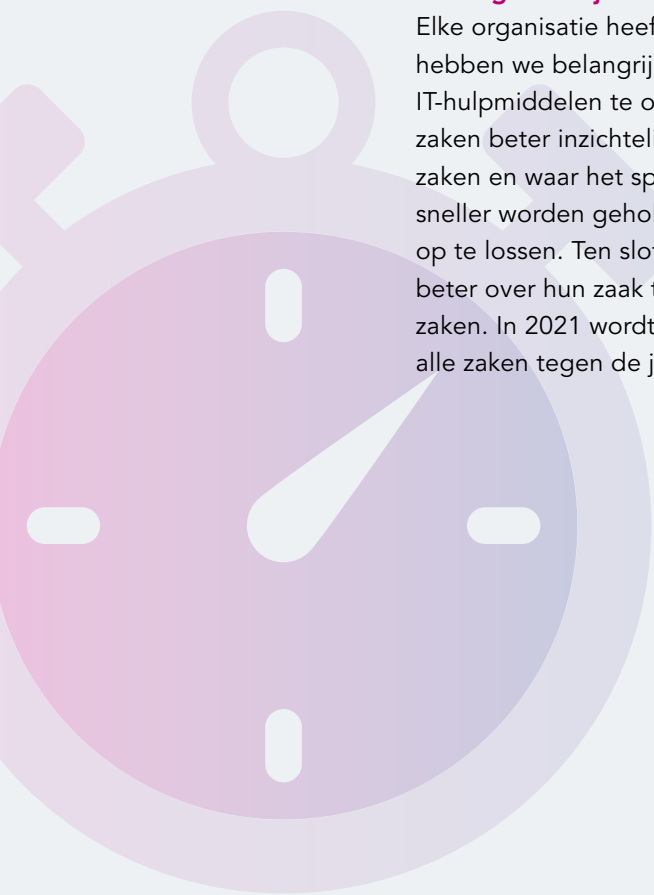 Elke organisatie heef
hebben we belangrij
IT-hulpmiddelen te o
zaken beter inzichteli
zaken en waar het sp
sneller worden gehol
op te lossen. Ten slot
beter over hun zaak t
zaken. In 2021 wordt
alle zaken tegen de j